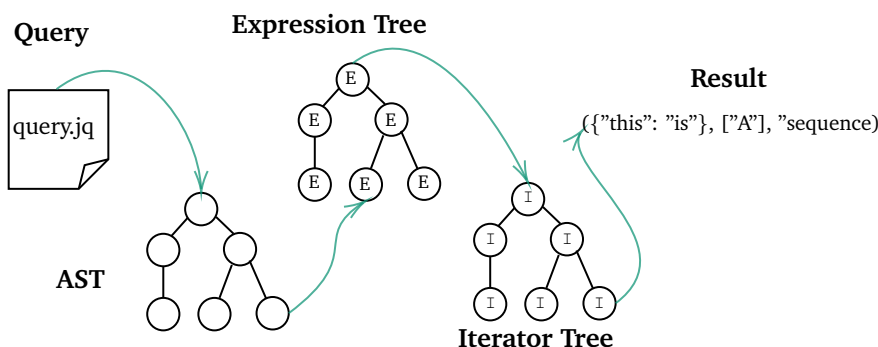 Query
Expression Tree
Result
query.jq
({”this”: ”is”}, [”A”], ”sequence)
E
E
E
E
E
E
AST
I
I
I
I
I
I
Iterator Tree